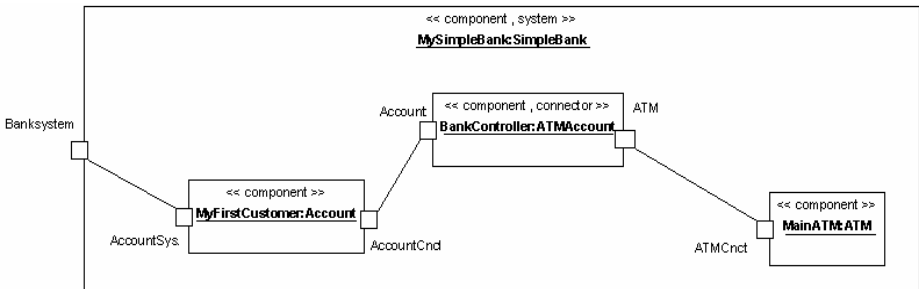 << component , system >>
MySimpleBank:SimpleBank
Account
<< component , connector >>
ATM
BankController:ATMAccount
Banksystem
<< component >>
MyFirstCustomer:Account
<< component >>
MainATM:ATM
AccountSys.
AccountCnct
ATMCnct